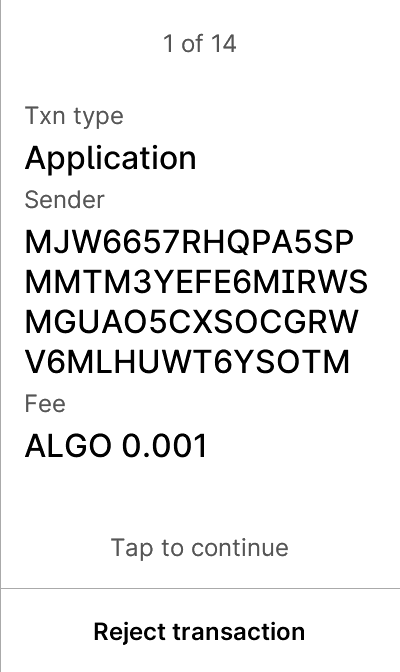 1 of 14
Txn type
Application
Sender
MJW6657RHQPA5SP
MMTM3YEFE6MIRWS
MGUAO5CXSOCGRW
V6MLHUWT6YSOTM
Fee
ALGO 0.001
Tap to continue
Reject transaction